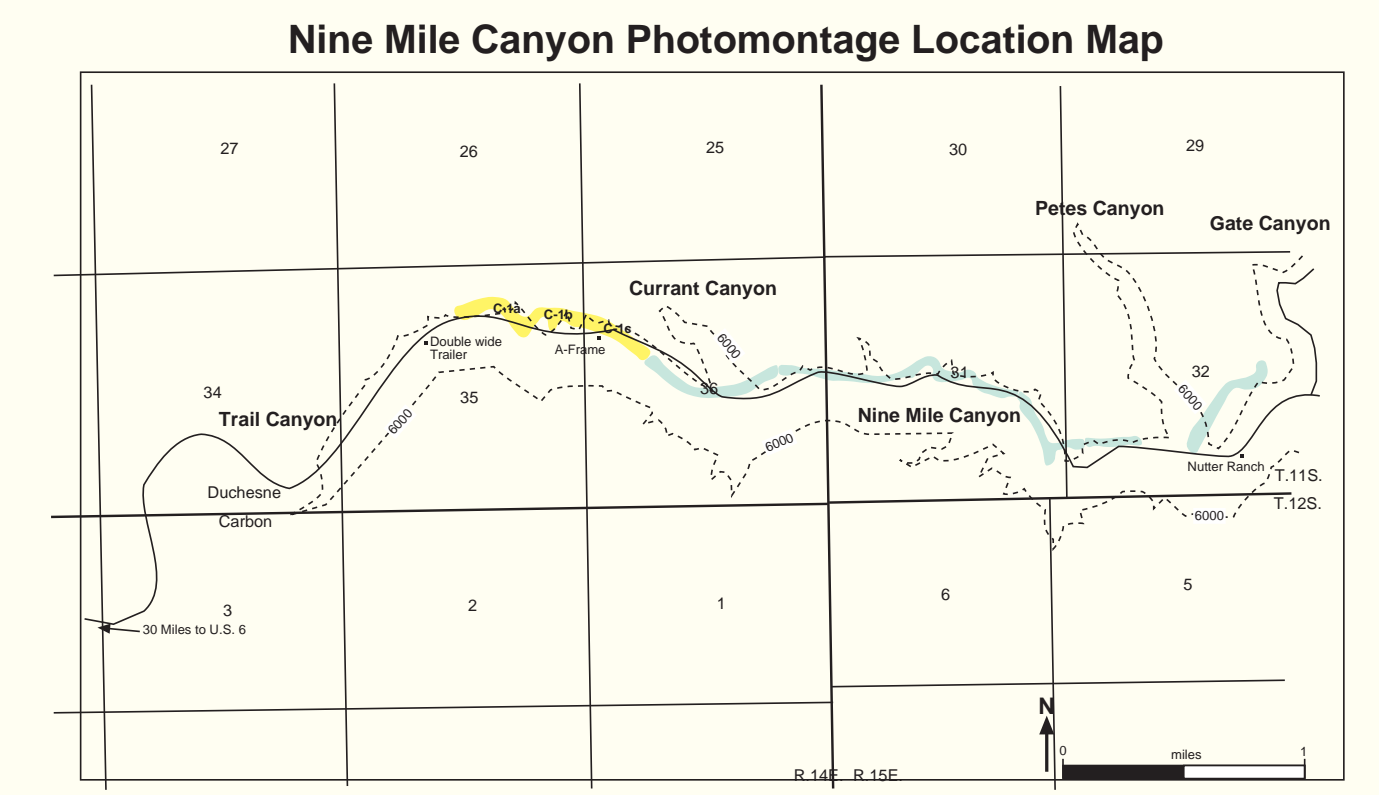 Nine Mile Canyon Photomontage Location Map
27
26
25
30
29
Petes Canyon
Gate Canyon
Currant Canyon
C-1a
C-1b
C-1c
Double wide
Trailer
A-Frame
6000
31
32
34
35
36
6000
Trail Canyon
6000
Nine Mile Canyon
6000
Nutter Ranch
T.11S.
Duchesne
T.12S.
Carbon
6000
3
2
1
6
5
30 Miles to U.S. 6
N
0 miles 1
R.14E. R.15E.